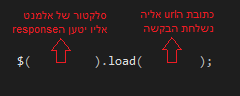 סלקטור של אלמנט
אליו יטען הresponse
כתובת הurl אליה
נשלחת הבקשה
$(          ).load(          );